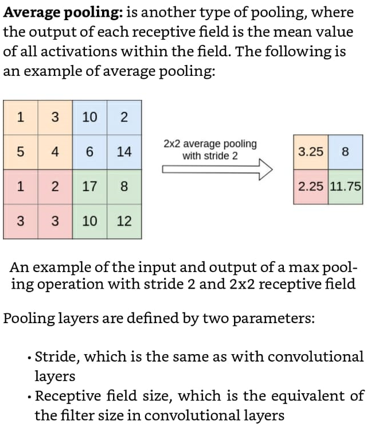 Average pooling: is another type of pooling, where
the output of each receptive field is the mean value
of all activations within the field. The following is
an example of average pooling:
1 3 10 2
5 4 6 14
1 2 17 8
3 3 10 12
2x2 average pooling
with stride 2
3.25 8
2.25 11.75
An example of the input and output of a max pool-
ing operation with stride 2 and 2x2 receptive field
Pooling layers are defined by two parameters:
• Stride, which is the same as with convolutional
layers
• Receptive field size, which is the equivalent of
the filter size in convolutional layers